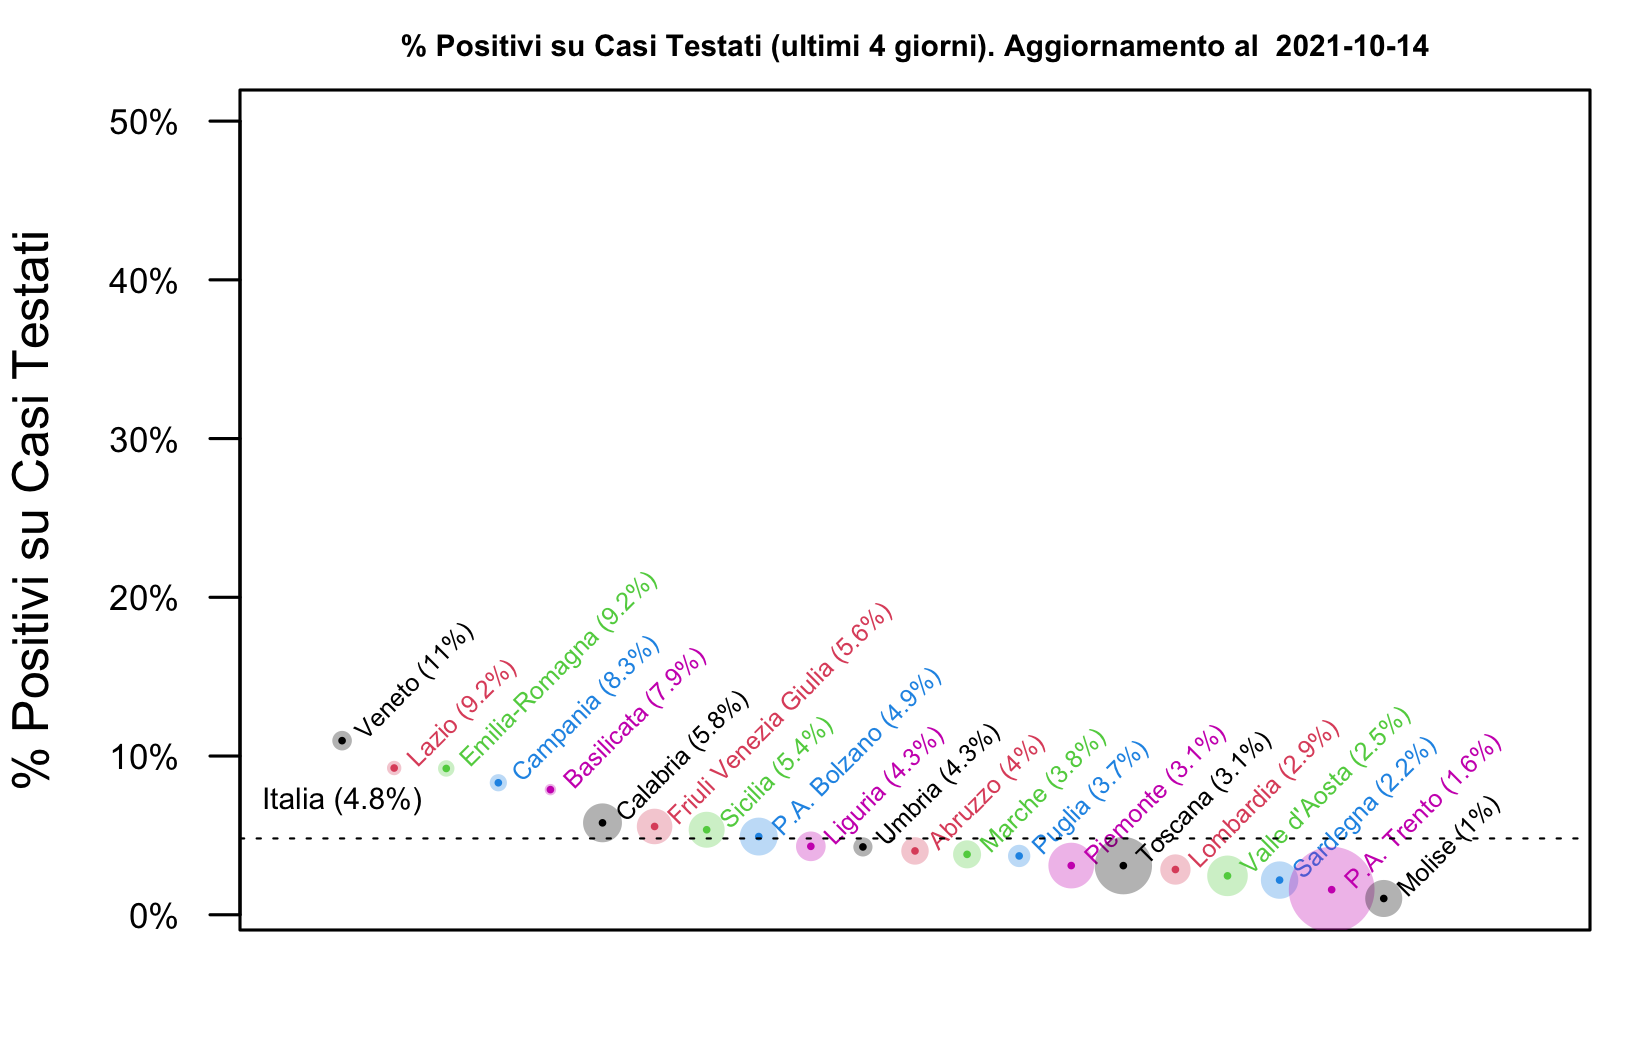 % Positivi su Casi Testati (ultimi 4 giorni). Aggiornamento al  2021-10-14
% Positivi su Casi Testati
50%
40%
30%
20%
10%
0%
Italia (4.8%)
Veneto (11%)
Lazio (9.2%)
Emilia-Romagna (9.2%)
Campania (8.3%)
Basilicata (7.9%)
Calabria (5.8%)
Friuli Venezia Giulia (5.6%)
Sicilia (5.4%)
P.A. Bolzano (4.9%)
Liguria (4.3%)
Umbria (4.3%)
Abruzzo (4%)
Marche (3.8%)
Puglia (3.7%)
Piemonte (3.1%)
Toscana (3.1%)
Lombardia (2.9%)
Valle d'Aosta (2.5%)
Sardegna (2.2%)
P.A. Trento (1.6%)
Molise (1%)